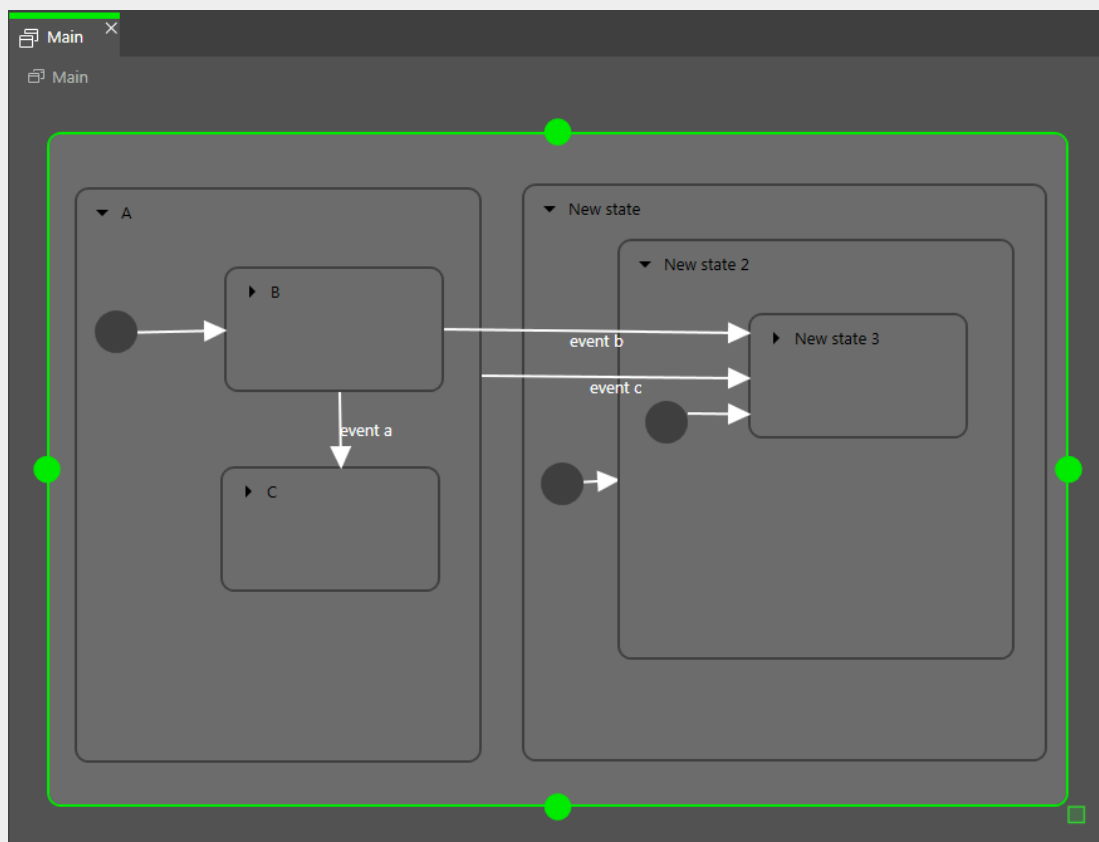 Main
Main
A
New state
New state 2
B
event b
New state 3
event c
event a
C